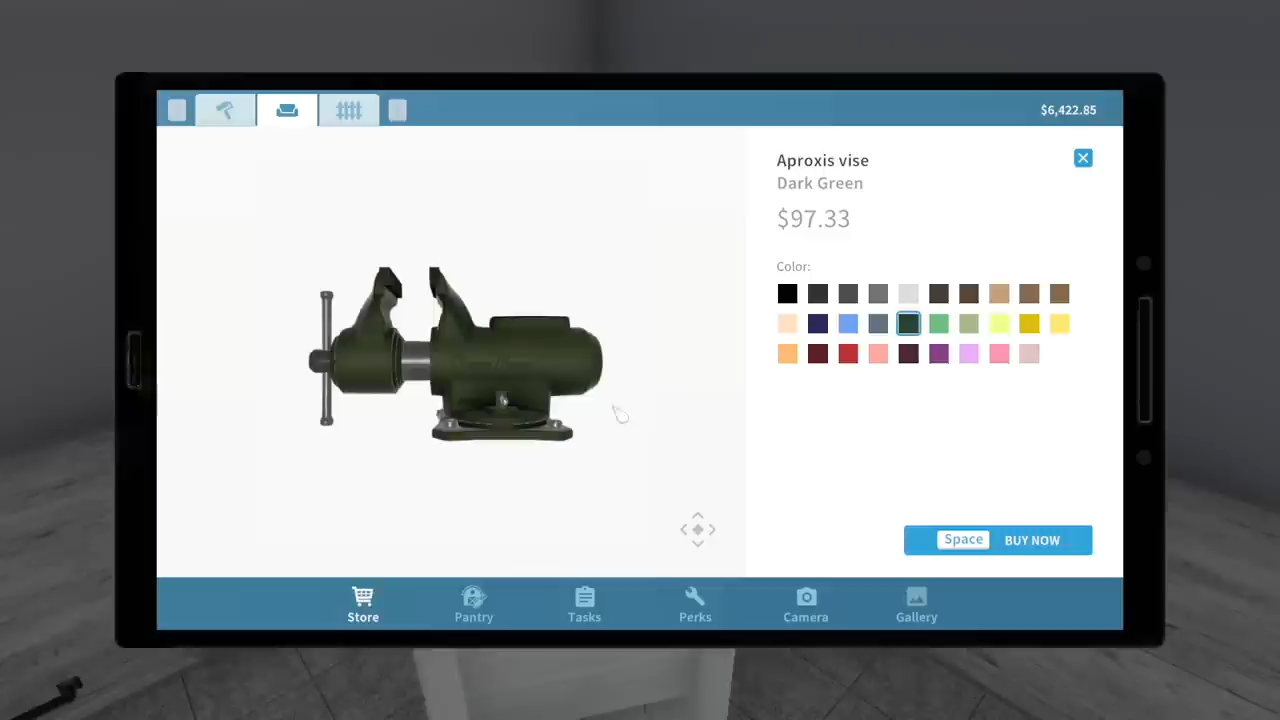 $6,422.85
Aproxis vise
Dark Green
$97.33
Color:
Space BUY NOW
Store Pantry Tasks Perks Camera Gallery